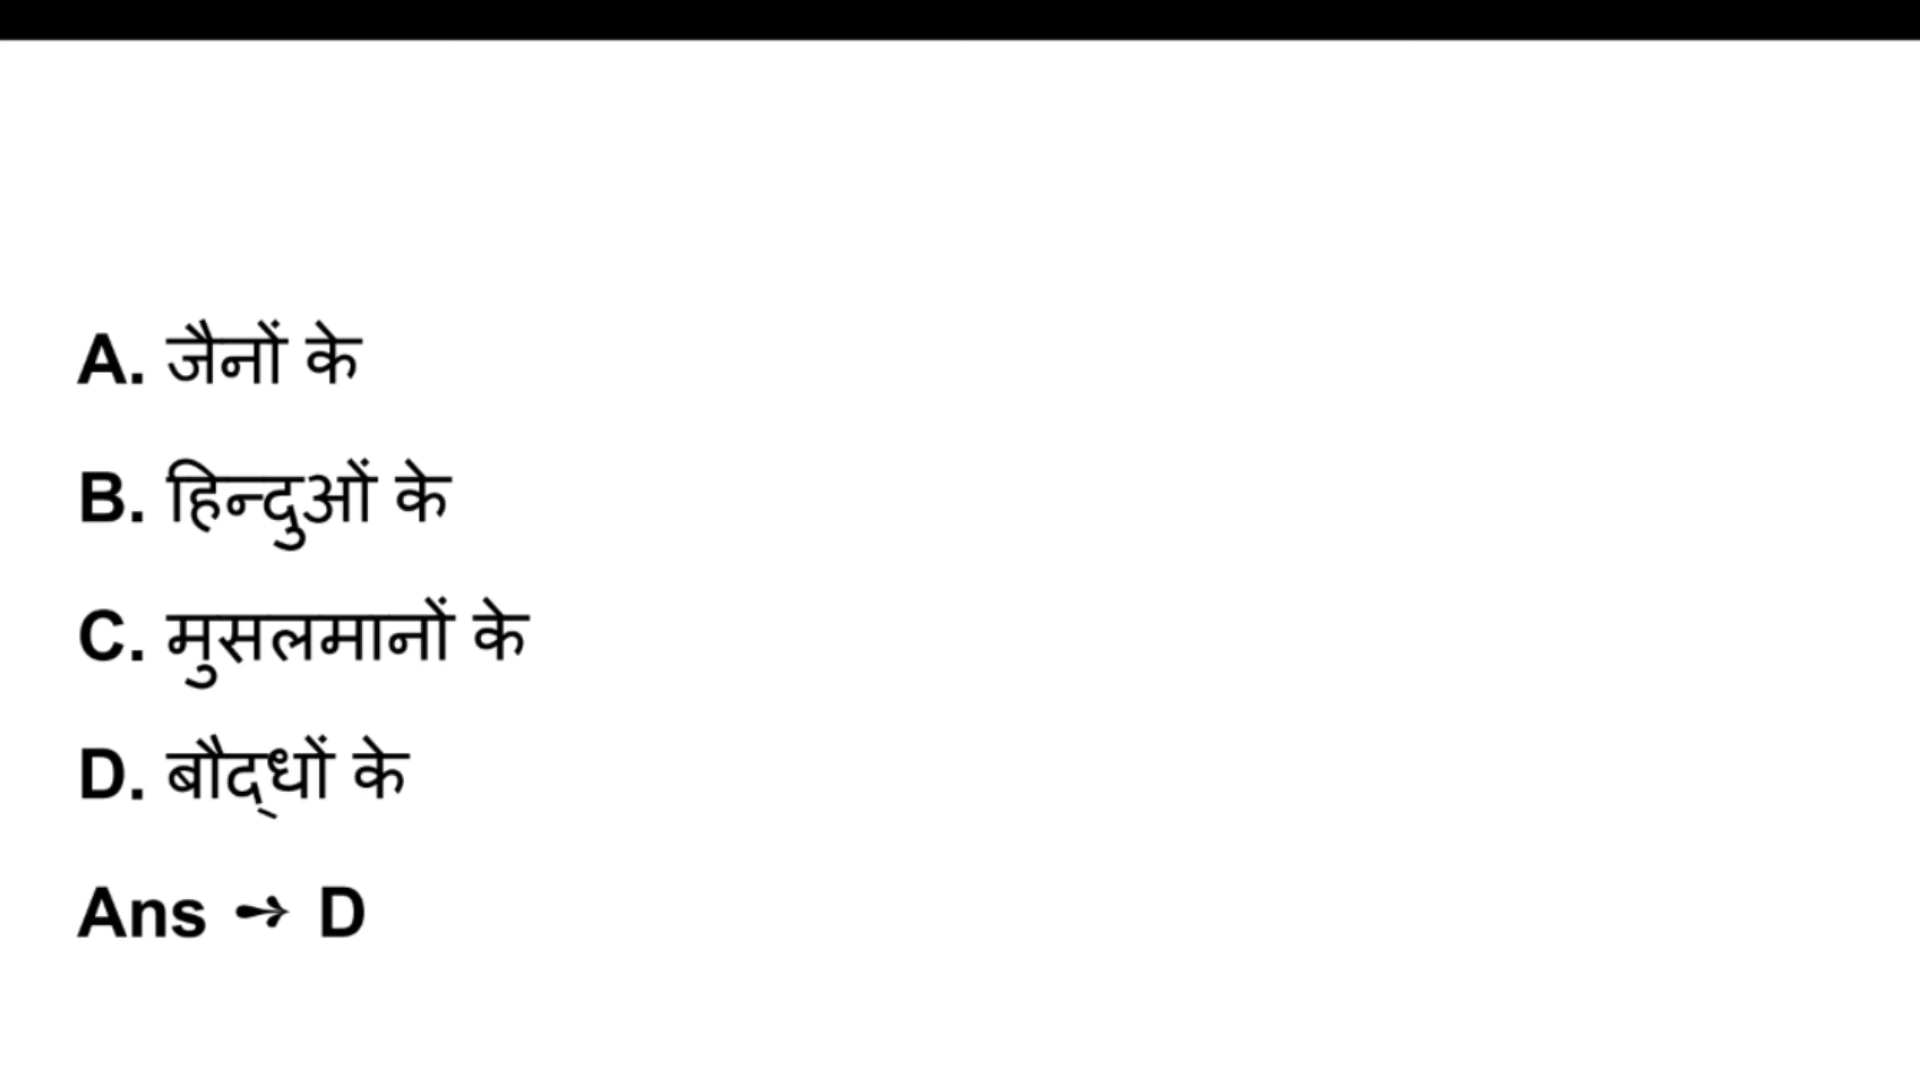 A. जैनों के
B. हिन्दुओं के
C. मुसलमानों के
D. बौद्‌धों के
Ans ➛ D